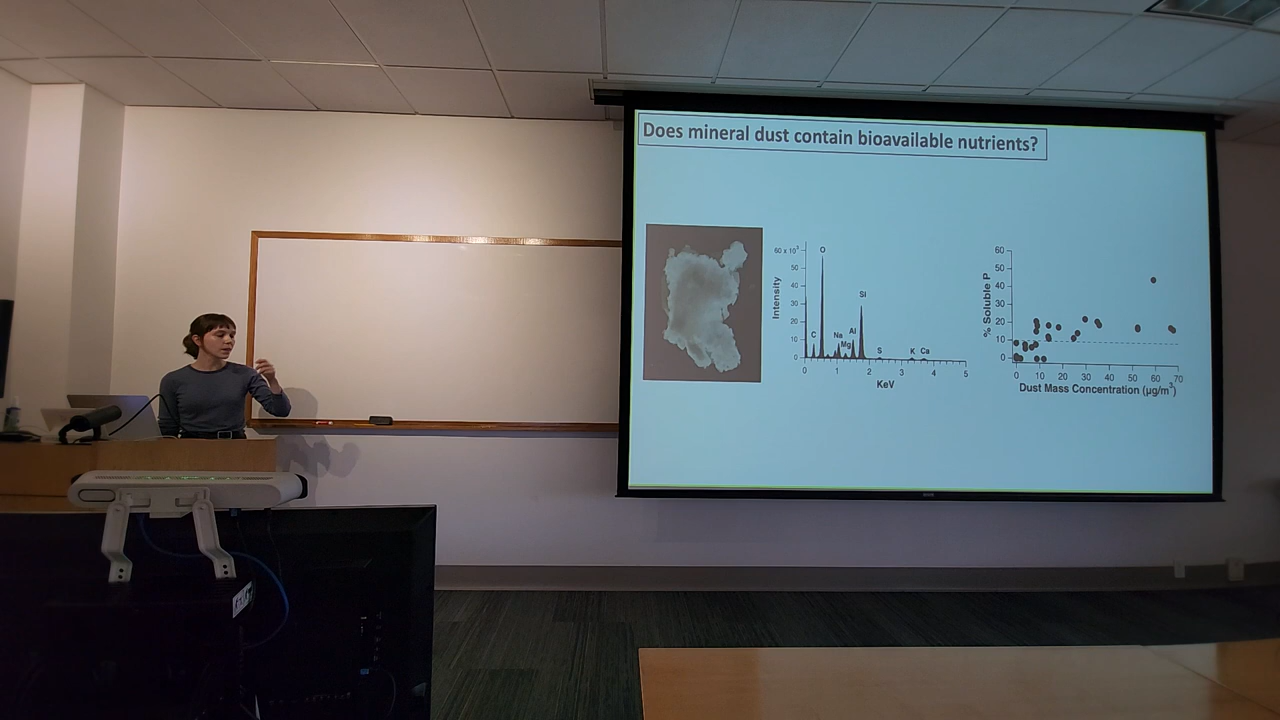 Does mineral dust contain bioavailable nutrients?
60 x 10³
50
40
30
20
10
0
Intensity
O
Si
C
Na
Mg
Al
S
K
Ca
0 1 2 3 4 5
KeV
60
50
40
30
20
10
0
% Soluble P
0 10 20 30 40 50 60 70
Dust Mass Concentration (µg/m³)